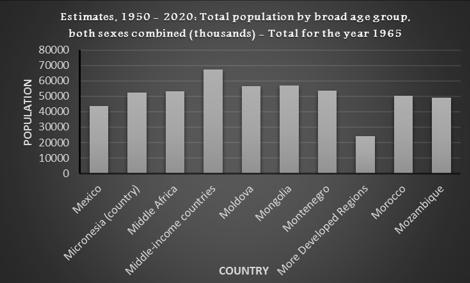 Estimates, 1950 – 2020: Total population by broad age group,
both sexes combined (thousands) – Total for the year 1965
80000
70000
60000
50000
40000
30000
20000
10000
0
POPULATION
Mexico
Micronesia (country)
Middle Africa
Middle-income countries
Moldova
Mongolia
Montenegro
More Developed Regions
Morocco
Mozambique
COUNTRY